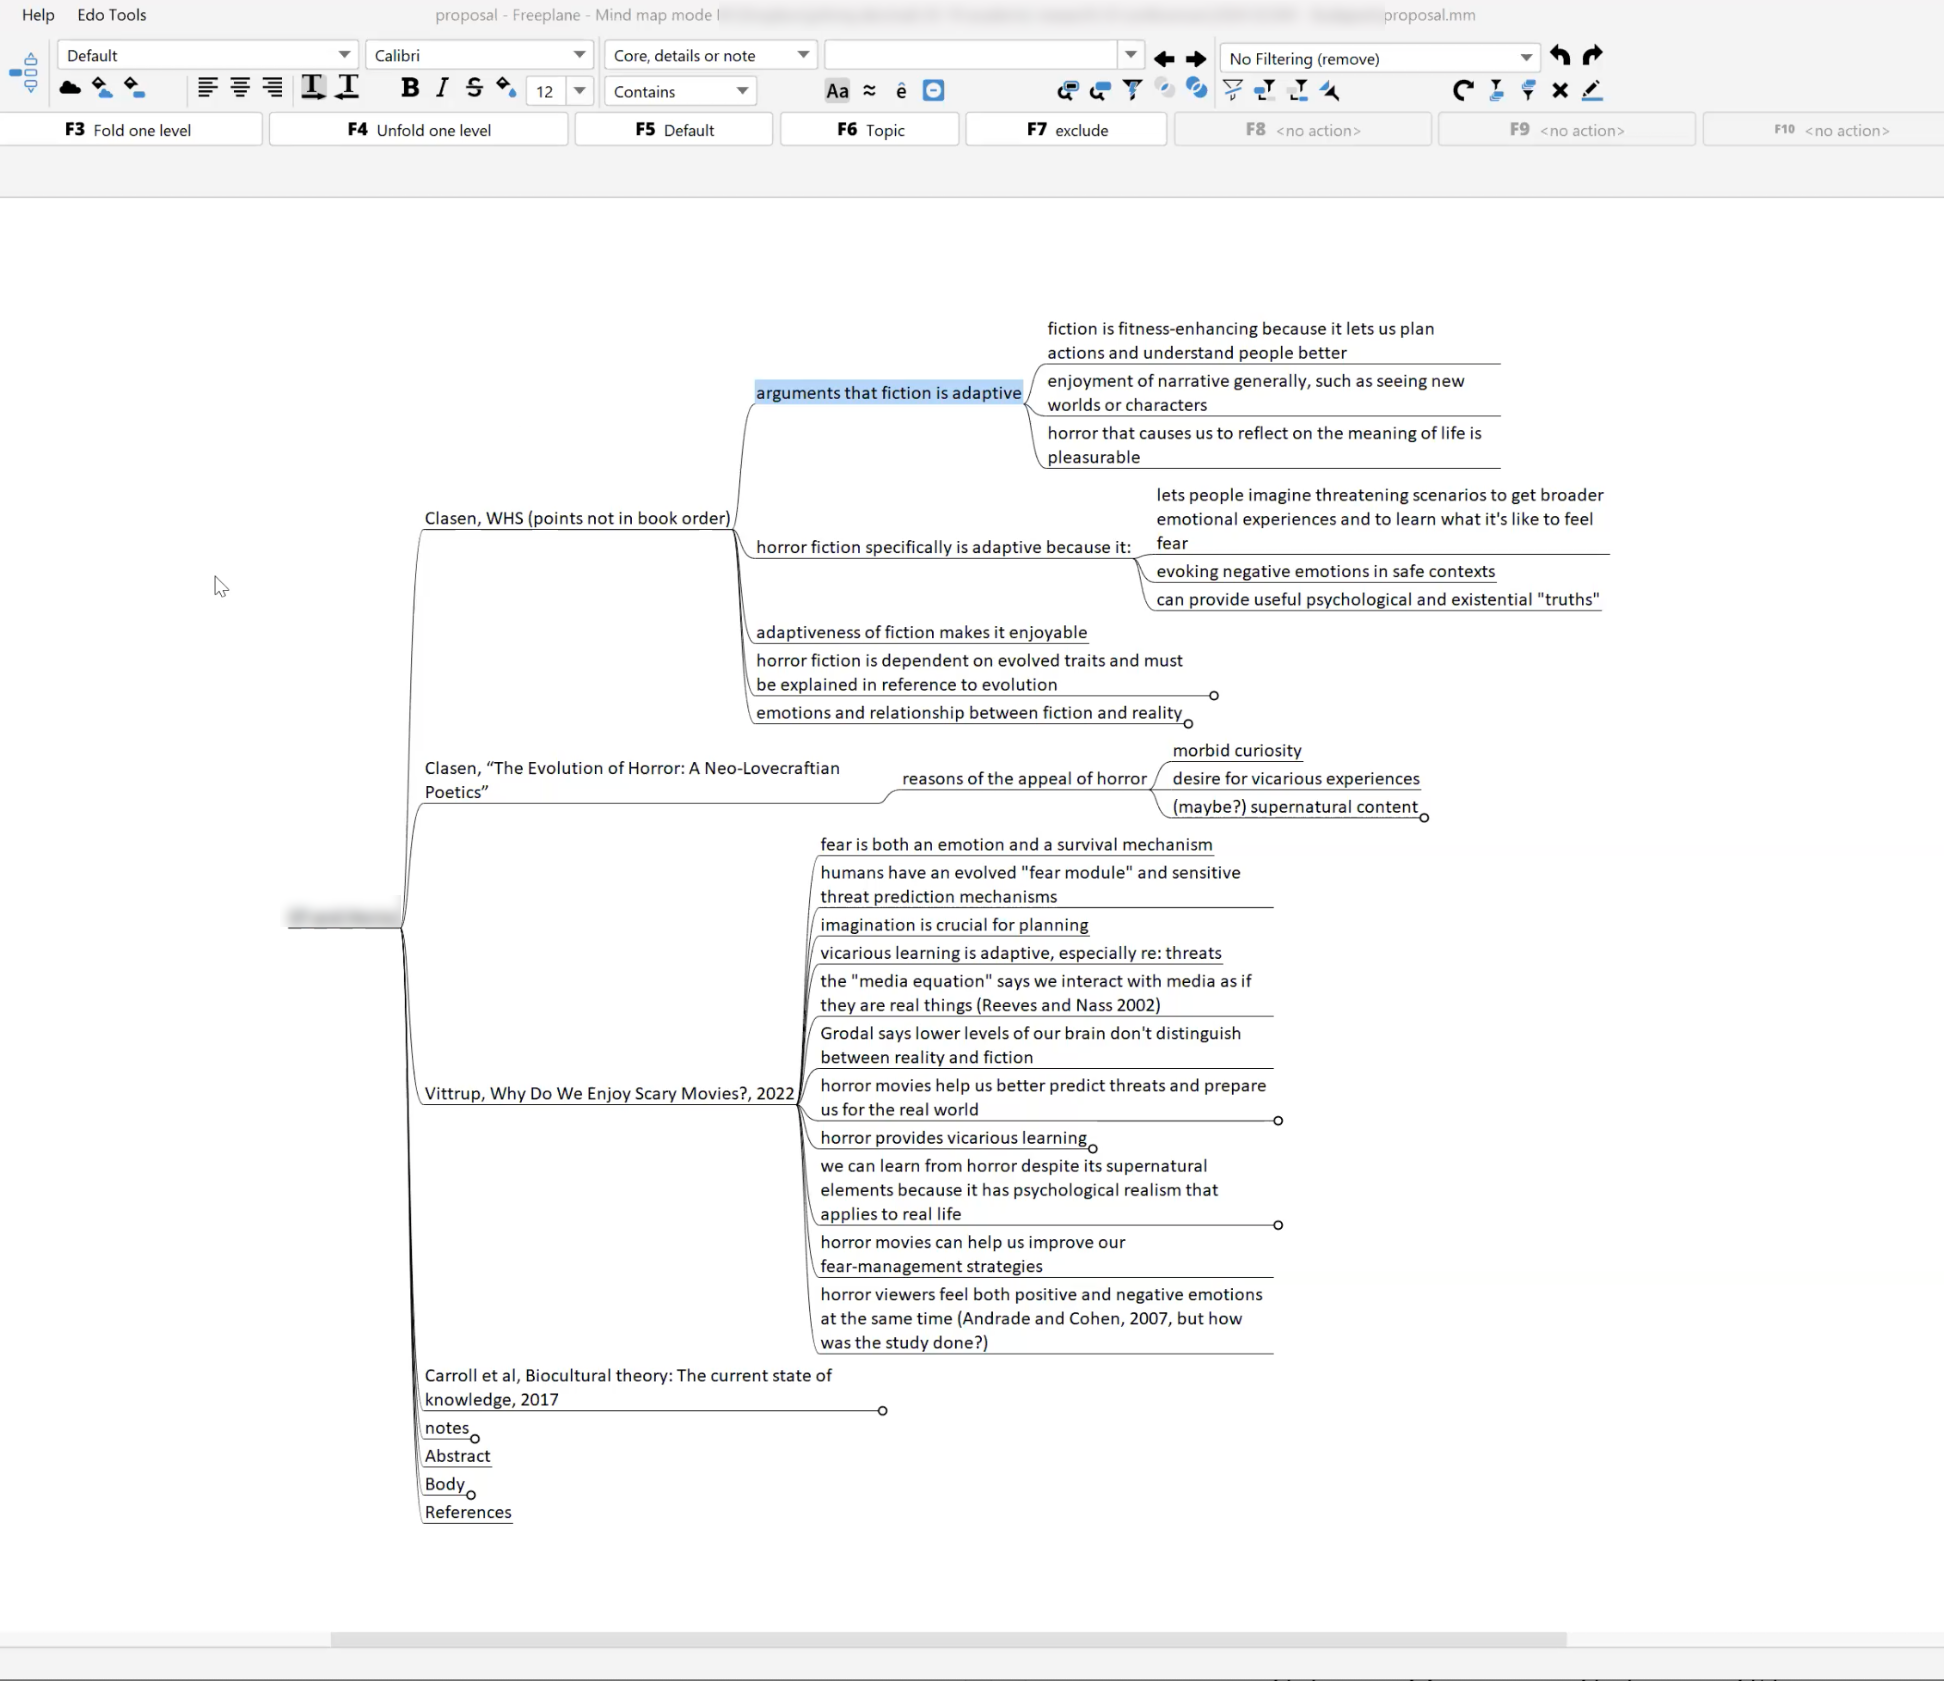 Help Edo Tools proposal - Freeplane - Mind map mode proposal.mm
Default Calibri Core, details or note No Filtering (remove)
B I S 12 Contains Aa ≈ ê
F3 Fold one level F4 Unfold one level F5 Default F6 Topic F7 exclude F8 <no action> F9 <no action> F10 <no action>
Clasen, WHS (points not in book order)
arguments that fiction is adaptive
fiction is fitness-enhancing because it lets us plan
actions and understand people better
enjoyment of narrative generally, such as seeing new
worlds or characters
horror that causes us to reflect on the meaning of life is
pleasurable
horror fiction specifically is adaptive because it:
lets people imagine threatening scenarios to get broader
emotional experiences and to learn what it's like to feel
fear
evoking negative emotions in safe contexts
can provide useful psychological and existential "truths"
adaptiveness of fiction makes it enjoyable
horror fiction is dependent on evolved traits and must
be explained in reference to evolution
emotions and relationship between fiction and reality
Clasen, “The Evolution of Horror: A Neo-Lovecraftian
Poetics”
reasons of the appeal of horror
morbid curiosity
desire for vicarious experiences
(maybe?) supernatural content
Vittrup, Why Do We Enjoy Scary Movies?, 2022
fear is both an emotion and a survival mechanism
humans have an evolved "fear module" and sensitive
threat prediction mechanisms
imagination is crucial for planning
vicarious learning is adaptive, especially re: threats
the "media equation" says we interact with media as if
they are real things (Reeves and Nass 2002)
Grodal says lower levels of our brain don't distinguish
between reality and fiction
horror movies help us better predict threats and prepare
us for the real world
horror provides vicarious learning
we can learn from horror despite its supernatural
elements because it has psychological realism that
applies to real life
horror movies can help us improve our
fear-management strategies
horror viewers feel both positive and negative emotions
at the same time (Andrade and Cohen, 2007, but how
was the study done?)
Carroll et al, Biocultural theory: The current state of
knowledge, 2017
notes
Abstract
Body
References